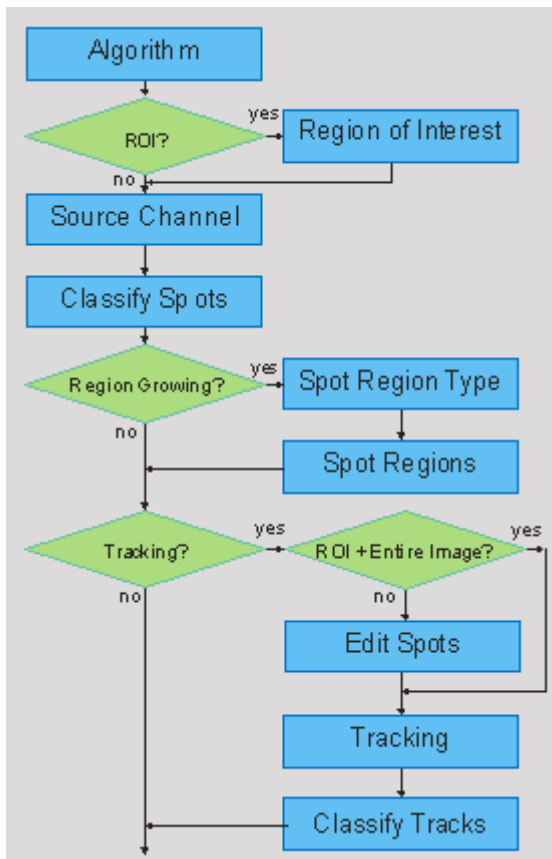 Algorithm
yes
ROI?
Region of Interest
no
Source Channel
Classify Spots
yes
Region Growing?
Spot Region Type
no
Spot Regions
yes
yes
Tracking?
ROI + Entire Image?
no
no
Edit Spots
Tracking
Classify Tracks